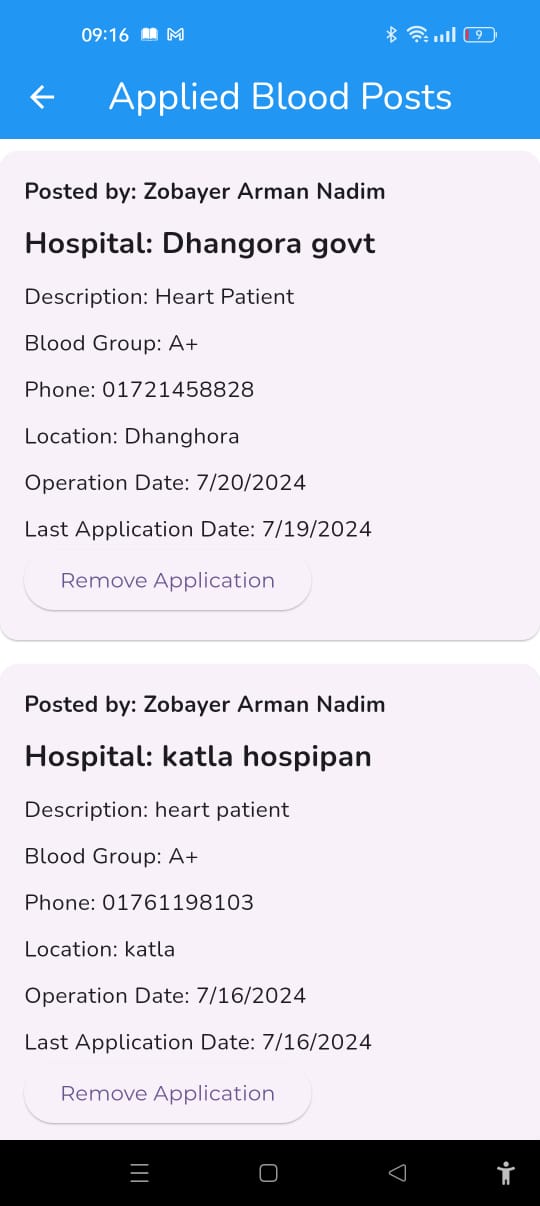 09:16
9
Applied Blood Posts
Posted by: Zobayer Arman Nadim
Hospital: Dhangora govt
Description: Heart Patient
Blood Group: A+
Phone: 01721458828
Location: Dhanghora
Operation Date: 7/20/2024
Last Application Date: 7/19/2024
Remove Application
Posted by: Zobayer Arman Nadim
Hospital: katla hospipan
Description: heart patient
Blood Group: A+
Phone: 01761198103
Location: katla
Operation Date: 7/16/2024
Last Application Date: 7/16/2024
Remove Application